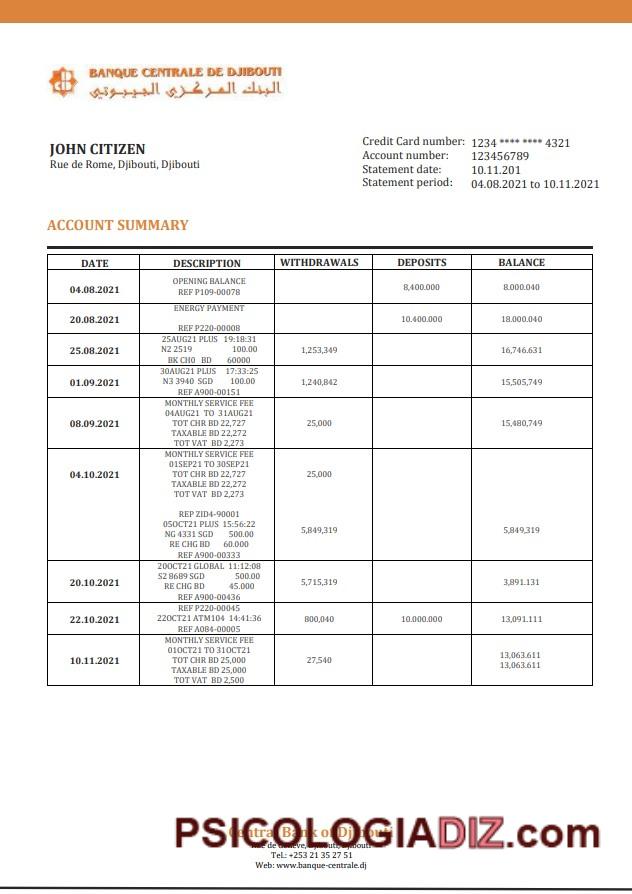 BANQUE CENTRALE DE DJIBOUTI
البنك المركزي الجيبوتي
JOHN CITIZEN
Rue de Rome, Djibouti, Djibouti
Credit Card number: 1234 **** **** 4321
Account number: 123456789
Statement date: 10.11.201
Statement period: 04.08.2021 to 10.11.2021
ACCOUNT SUMMARY
DATE DESCRIPTION WITHDRAWALS DEPOSITS BALANCE
04.08.2021 OPENING BALANCE 8,400.000 8.000.040
REF P109-00078
20.08.2021 ENERGY PAYMENT 10.400.000 18.000.040
REF P220-00008
25.08.2021 25AUG21 PLUS 19:18:31 1,253,349 16,746.631
N2 2519 100.00
BK CH0 BD 60000
01.09.2021 30AUG21 PLUS 17:33:25 1,240,842 15,505,749
N3 3940 SGD 100.00
REF A900-00151
08.09.2021 MONTHLY SERVICE FEE 25,000 15,480,749
04AUG21 TO 31AUG21
TOT CHR BD 22,727
TAXABLE BD 22,272
TOT VAT BD 2,273
04.10.2021 MONTHLY SERVICE FEE 25,000
01SEP21 TO 30SEP21
TOT CHR BD 22,727
TAXABLE BD 22,272
TOT VAT BD 2,273
REP ZID4-90001
05OCT21 PLUS 15:56:22 5,849,319 5,849,319
NG 4331 SGD 500.00
RE CHG BD 60.000
REF A900-00333
20.10.2021 20OCT21 GLOBAL 11:12:08 5,715,319 3,891.131
S2 8689 SGD 500.00
RE CHG BD 45.000
REF A900-00436
22.10.2021 REF P220-00045 800,040 10.000.000 13,091.111
22OCT21 ATM104 14:41:36
REF A084-00005
10.11.2021 MONTHLY SERVICE FEE 27,540 13,063.611
01OCT21 TO 31OCT21 13,063.611
TOT CHR BD 25,000
TAXABLE BD 25,000
TOT VAT BD 2,500
Central Bank of Djibouti
PSICOLOGIADIZ.com
Rue de Genève, Djibouti, Djibouti
Tel.: +253 21 35 27 51
Web: www.banque-centrale.dj